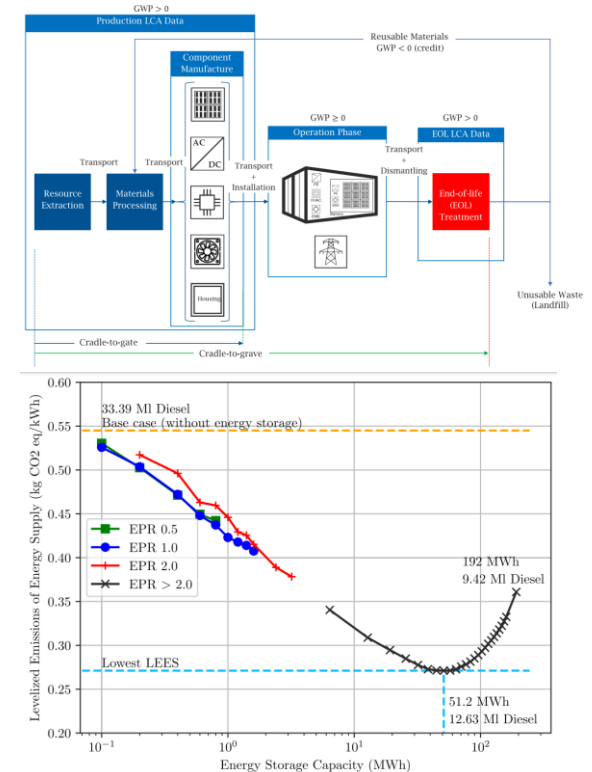 GWP > 0
Production LCA Data
Reusable Materials
GWP < 0 (credit)
Component
Manufacture
GWP ≥ 0
GWP > 0
Operation Phase
EOL LCA Data
AC
DC
Transport
Transport
Transport
+
Installation
Transport
+
Dismantling
Resource
Extraction
Materials
Processing
End-of-life
(EOL)
Treatment
Housing
Unusable Waste
(Landfill)
Cradle-to-gate
Cradle-to-grave
0.60
33.39 Ml Diesel
Base case (without energy storage)
0.55
0.50
0.45
0.40
0.35
0.30
0.25
0.20
EPR 0.5
EPR 1.0
EPR 2.0
EPR > 2.0
192 MWh
9.42 Ml Diesel
Lowest LEES
51.2 MWh
12.63 Ml Diesel
10⁻¹ 10⁰ 10¹ 10²
Energy Storage Capacity (MWh)
Levelized Emissions of Energy Supply (kg CO2 eq/kWh)